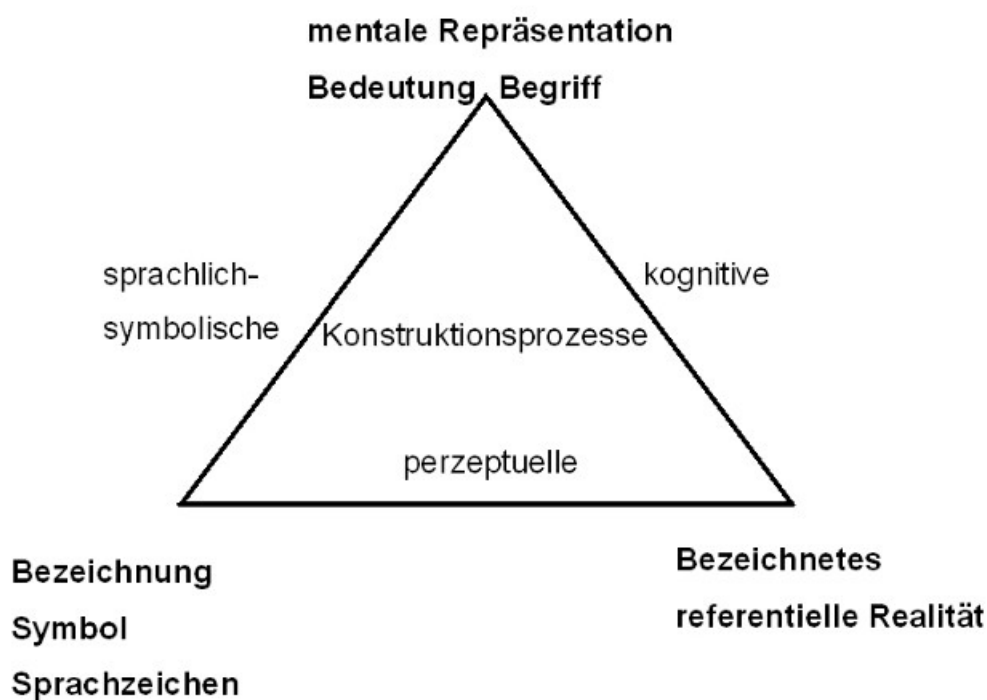 mentale Repräsentation
Bedeutung Begriff
sprachlich-
symbolische
kognitive
Konstruktionsprozesse
perzeptuelle
Bezeichnung
Symbol
Sprachzeichen
Bezeichnetes
referentielle Realität